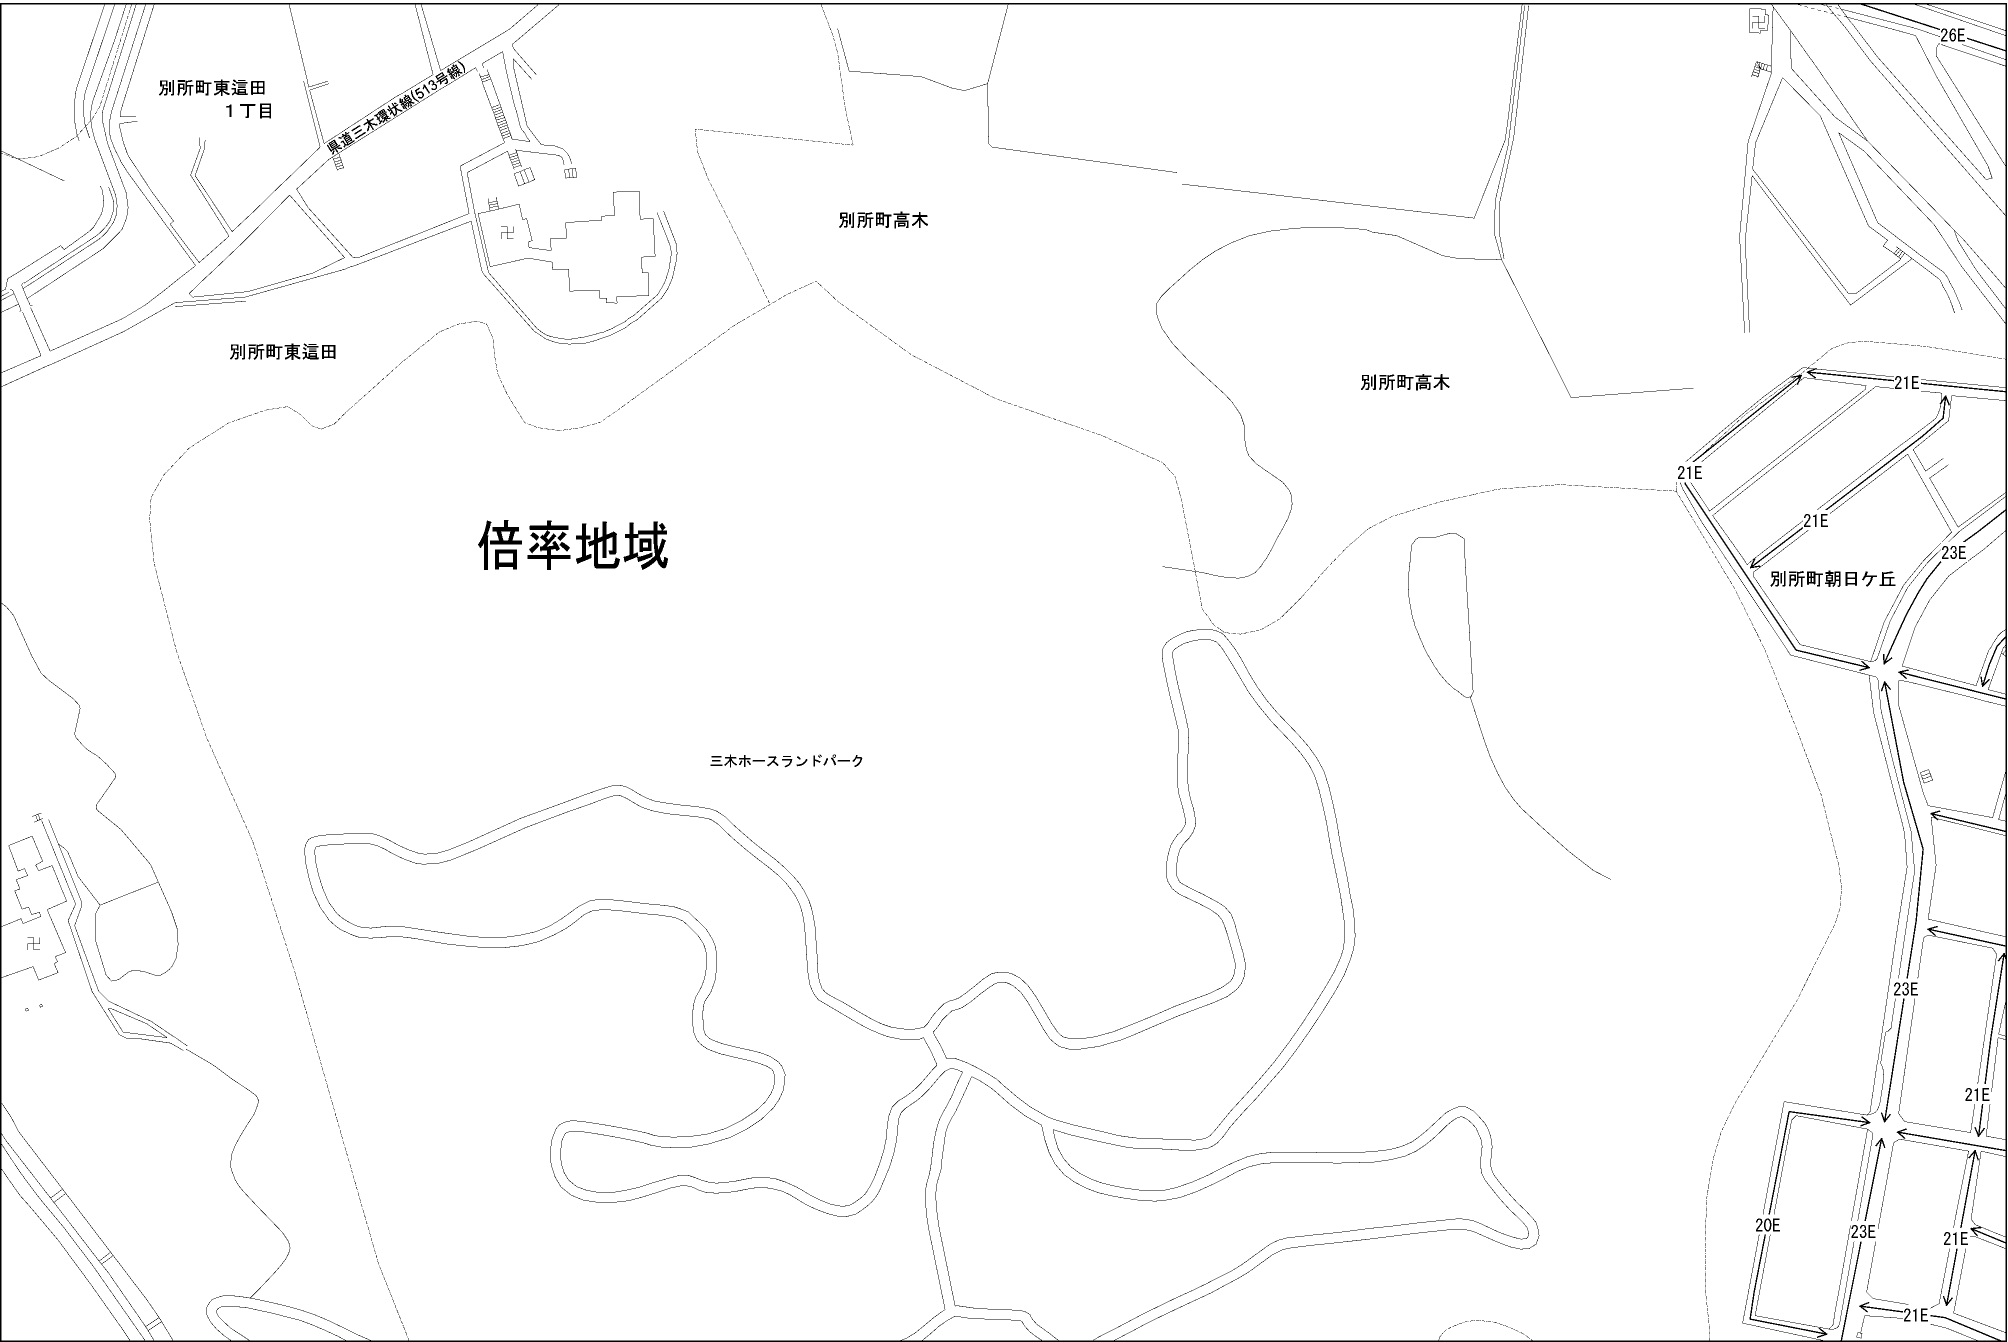 26E
別所町東這田
１丁目
県道三木環状線(513号線)
卍
卍
別所町高木
別所町東這田
別所町高木
21E
21E
21E
倍率地域
23E
別所町朝日ケ丘
三木ホースランドパーク
卍
23E
21E
20E
23E
21E
21E